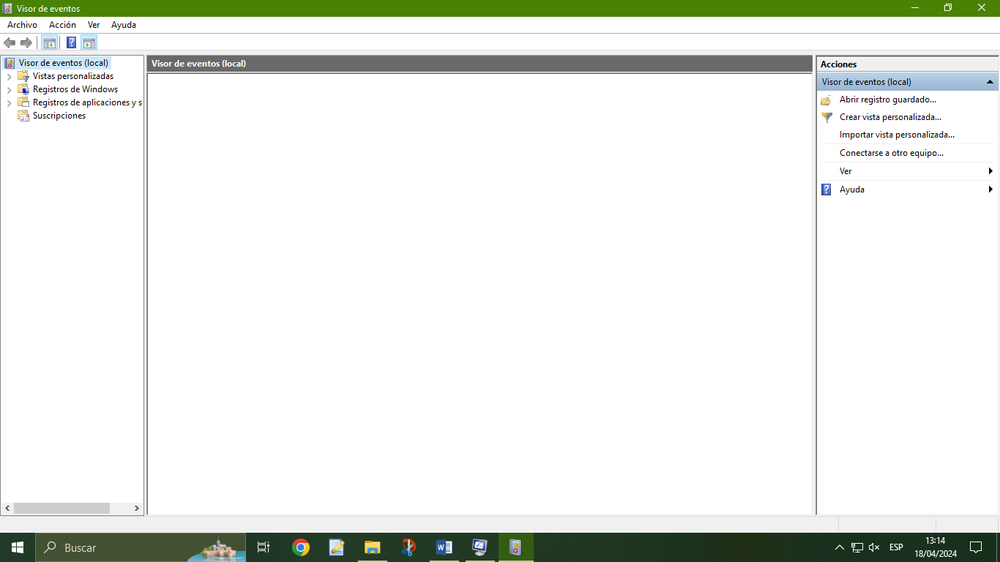 Visor de eventos
Archivo Acción Ver Ayuda
Visor de eventos (local)
Vistas personalizadas
Registros de Windows
Registros de aplicaciones y s
Suscripciones
Visor de eventos (local)
Acciones
Visor de eventos (local)
Abrir registro guardado...
Crear vista personalizada...
Importar vista personalizada...
Conectarse a otro equipo...
Ver
Ayuda
Buscar
ESP
13:14
18/04/2024